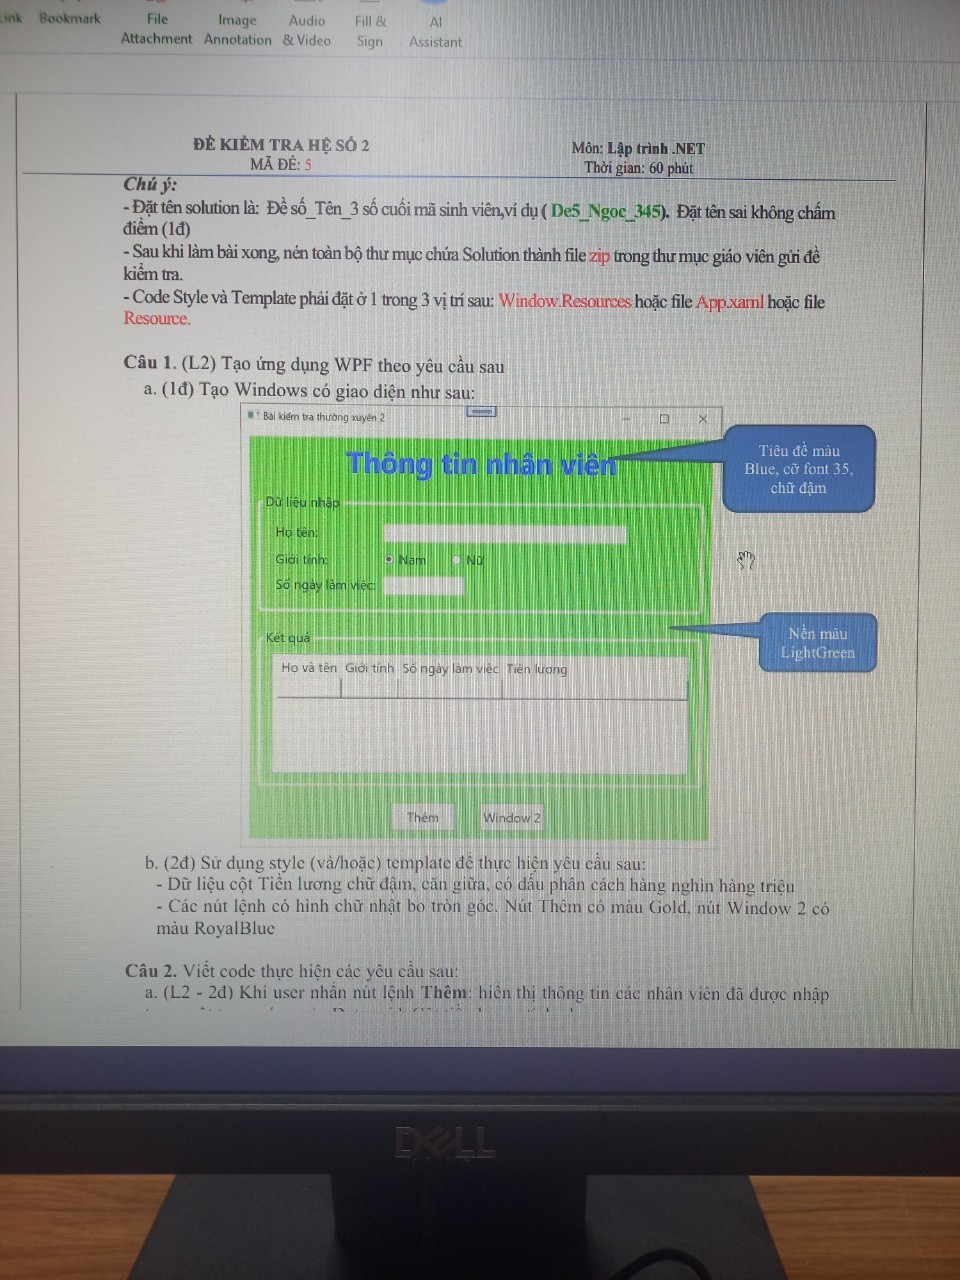 Link Bookmark File Attachment Image Annotation Audio & Video Fill & Sign AI Assistant
ĐỀ KIỂM TRA HỆ SỐ 2
MÃ ĐỀ: 5
Môn: Lập trình .NET
Thời gian: 60 phút
Chú ý:
- Đặt tên solution là: Đề số_Tên_3 số cuối mã sinh viên,ví dụ ( De5_Ngoc_345). Đặt tên sai không chấm
điểm (1đ)
- Sau khi làm bài xong, nén toàn bộ thư mục chứa Solution thành file zip trong thư mục giáo viên gửi đề
kiểm tra.
- Code Style và Template phải đặt ở 1 trong 3 vị trí sau: Window.Resources hoặc file App.xaml hoặc file
Resource.
Câu 1. (L2) Tạo ứng dụng WPF theo yêu cầu sau
a. (1đ) Tạo Windows có giao diện như sau:
Bài kiểm tra thường xuyên 2
Thông tin nhân viên
Tiêu đề màu
Blue, cỡ font 35,
chữ đậm
Dữ liệu nhập
Họ tên:
Giới tính: Nam Nữ
Số ngày làm việc:
Nền màu
LightGreen
Kết quả
Họ và tên Giới tính Số ngày làm việc Tiền lương
Thêm Window 2
b. (2đ) Sử dụng style (và/hoặc) template để thực hiện yêu cầu sau:
- Dữ liệu cột Tiền lương chữ đậm, căn giữa, có dấu phân cách hàng nghìn hàng triệu
- Các nút lệnh có hình chữ nhật bo tròn góc. Nút Thêm có màu Gold, nút Window 2 có
màu RoyalBlue
Câu 2. Viết code thực hiện các yêu cầu sau:
a. (L2 - 2đ) Khi user nhấn nút lệnh Thêm: hiển thị thông tin các nhân viên đã được nhập
DELL